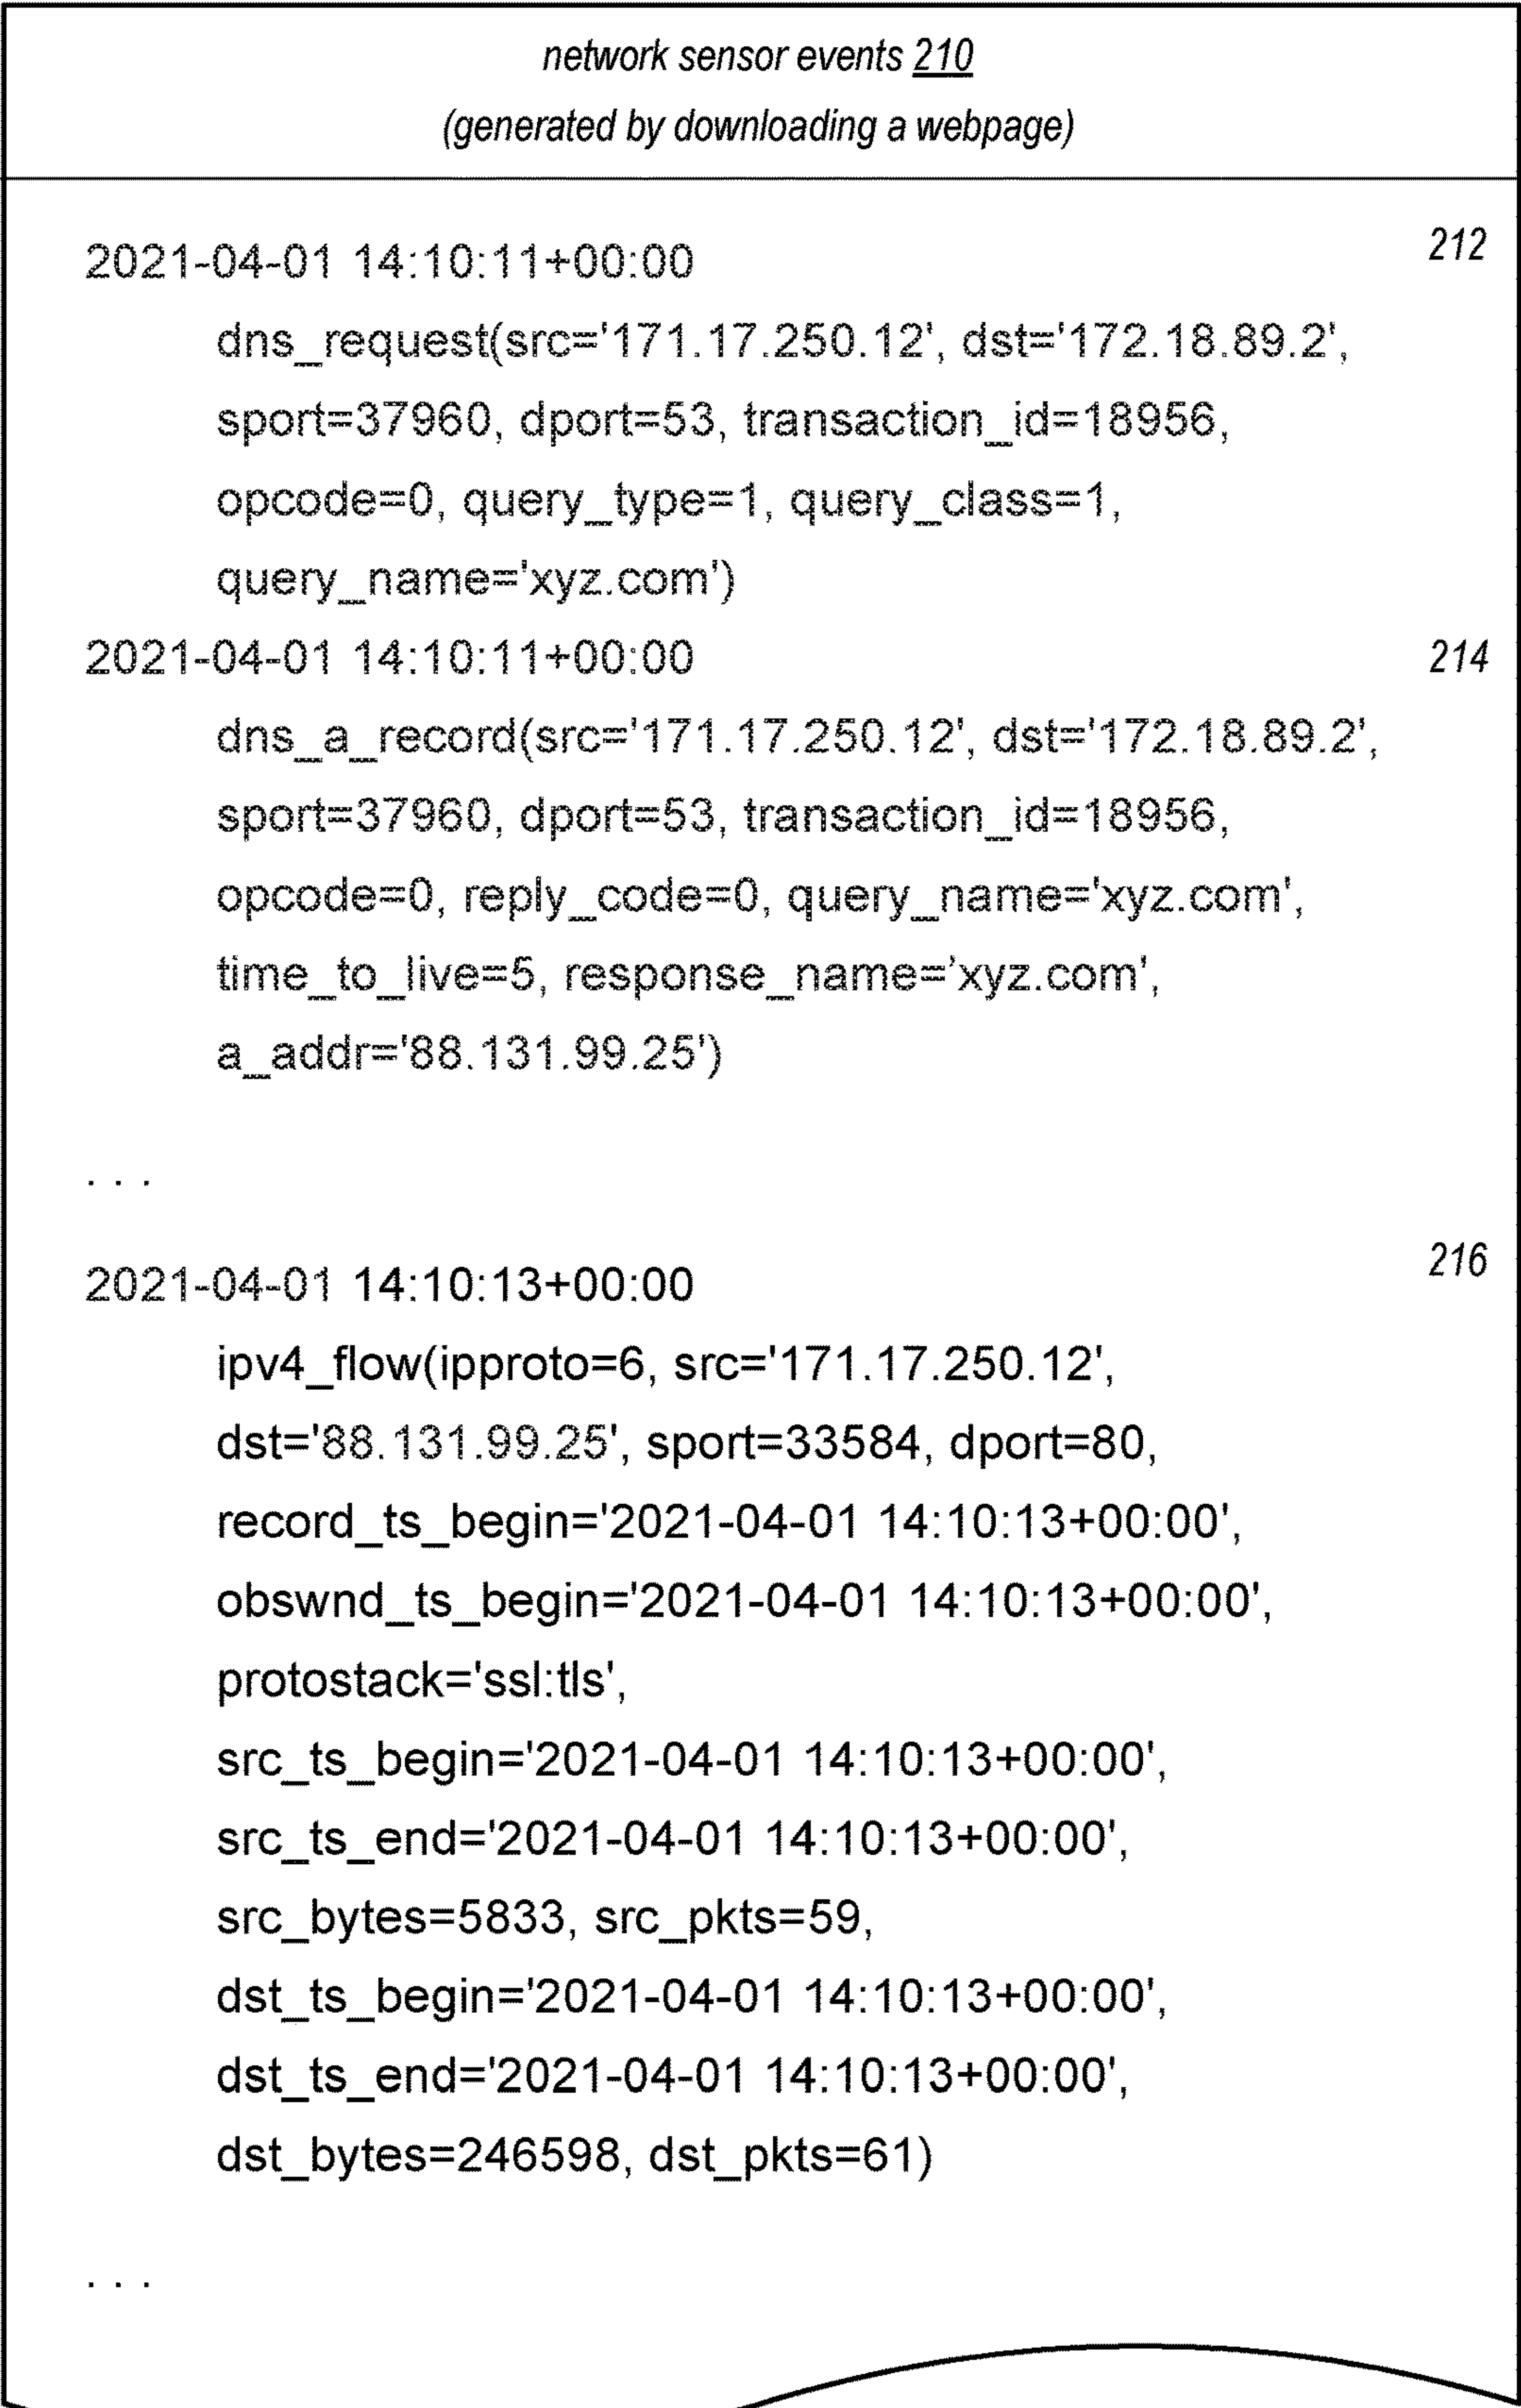 network sensor events 210
(generated by downloading a webpage)
2021-04-01 14:10:11+00:00 212
dns_request(src='171.17.250.12', dst='172.18.89.2',
sport=37960, dport=53, transaction_id=18956,
opcode=0, query_type=1, query_class=1,
query_name='xyz.com')
2021-04-01 14:10:11+00:00 214
dns_a_record(src='171.17.250.12', dst='172.18.89.2',
sport=37960, dport=53, transaction_id=18956,
opcode=0, reply_code=0, query_name='xyz.com',
time_to_live=5, response_name='xyz.com',
a_addr='88.131.99.25')
. . .
2021-04-01 14:10:13+00:00 216
ipv4_flow(ipproto=6, src='171.17.250.12',
dst='88.131.99.25', sport=33584, dport=80,
record_ts_begin='2021-04-01 14:10:13+00:00',
obswnd_ts_begin='2021-04-01 14:10:13+00:00',
protostack='ssl:tls',
src_ts_begin='2021-04-01 14:10:13+00:00',
src_ts_end='2021-04-01 14:10:13+00:00',
src_bytes=5833, src_pkts=59,
dst_ts_begin='2021-04-01 14:10:13+00:00',
dst_ts_end='2021-04-01 14:10:13+00:00',
dst_bytes=246598, dst_pkts=61)
. . .